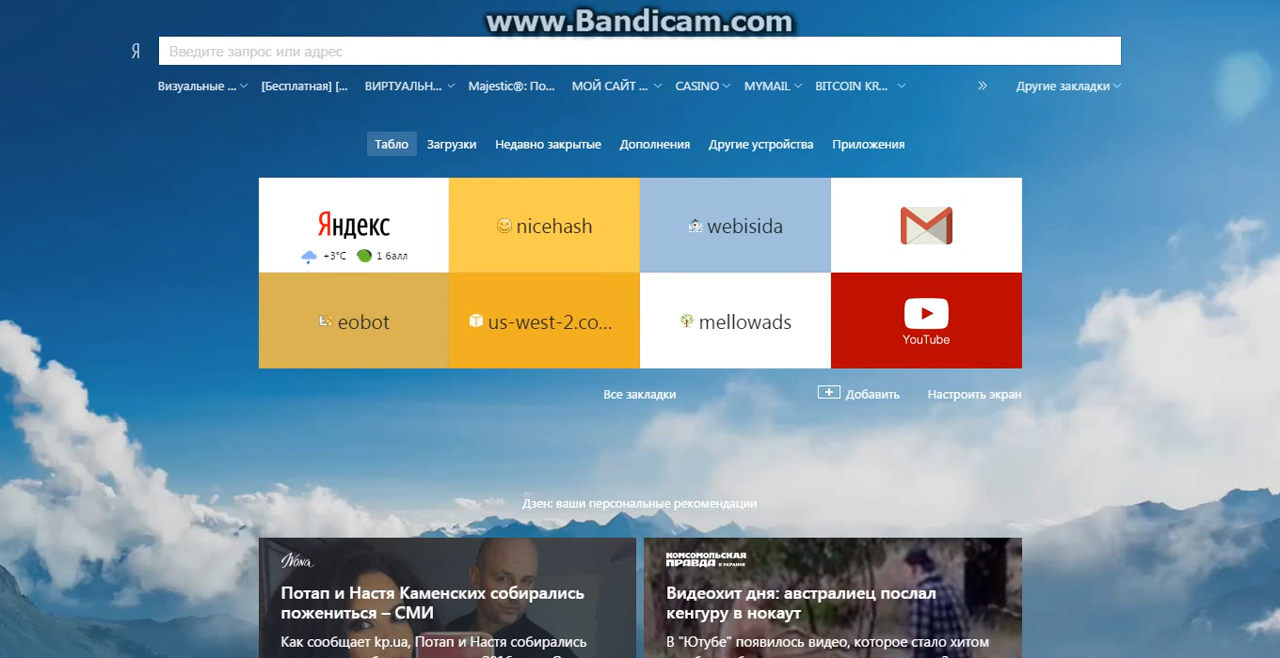 www.Bandicam.com
Я Введите запрос или адрес
Визуальные ... [Бесплатная] [... ВИРТУАЛЬН... Majestic®: По... МОЙ САЙТ ... CASINO MYMAIL BITCOIN KR... » Другие закладки
Табло Загрузки Недавно закрытые Дополнения Другие устройства Приложения
Яндекс
+3°C 1 балл
nicehash
webisida
eobot
us-west-2.co...
mellowads
YouTube
Все закладки Добавить Настроить экран
Дзен: ваши персональные рекомендации
Nona
Потап и Настя Каменских собирались
пожениться – СМИ
Как сообщает kp.ua, Потап и Настя собирались
КОМСОМОЛЬСКАЯ
ПРАВДА В УКРАИНЕ
Видеохит дня: австралиец послал
кенгуру в нокаут
В "Ютубе" появилось видео, которое стало хитом